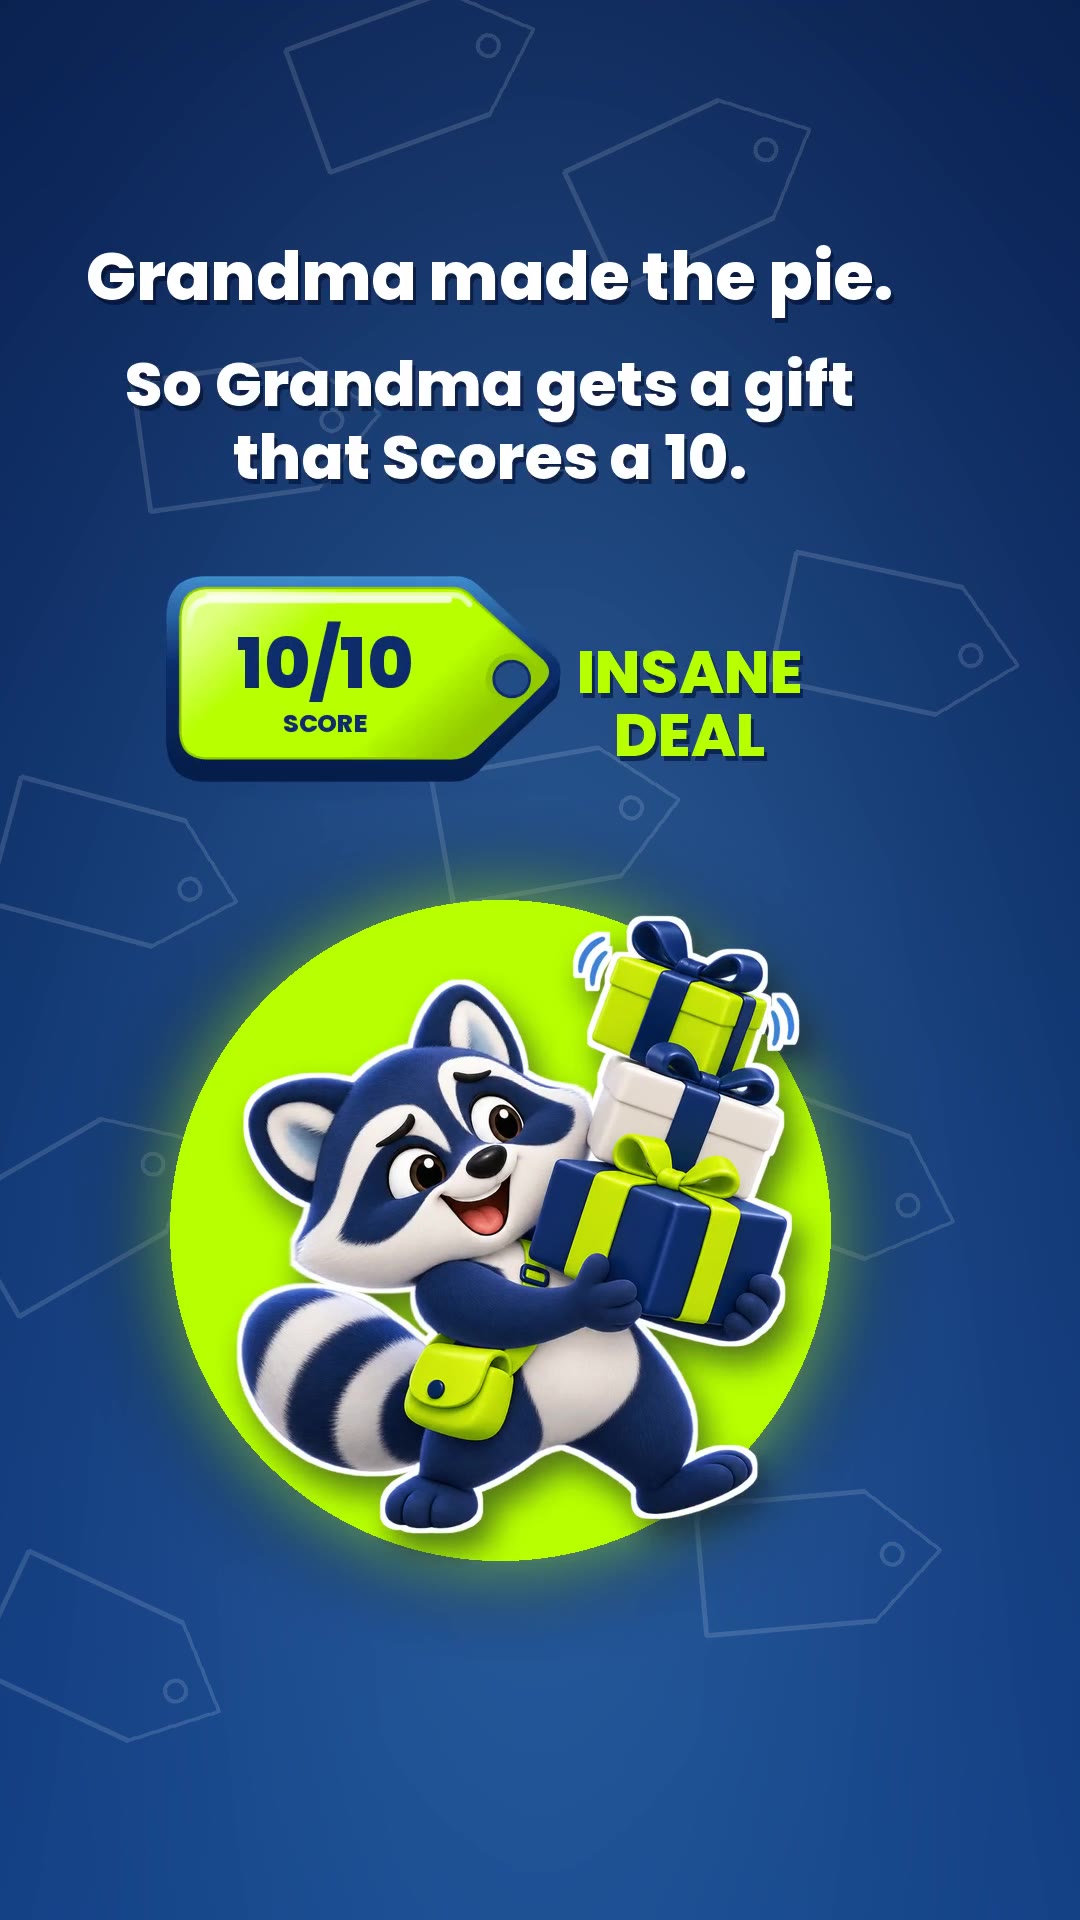 Grandma made the pie.
So Grandma gets a gift
that Scores a 10.
10/10
SCORE
INSANE
DEAL